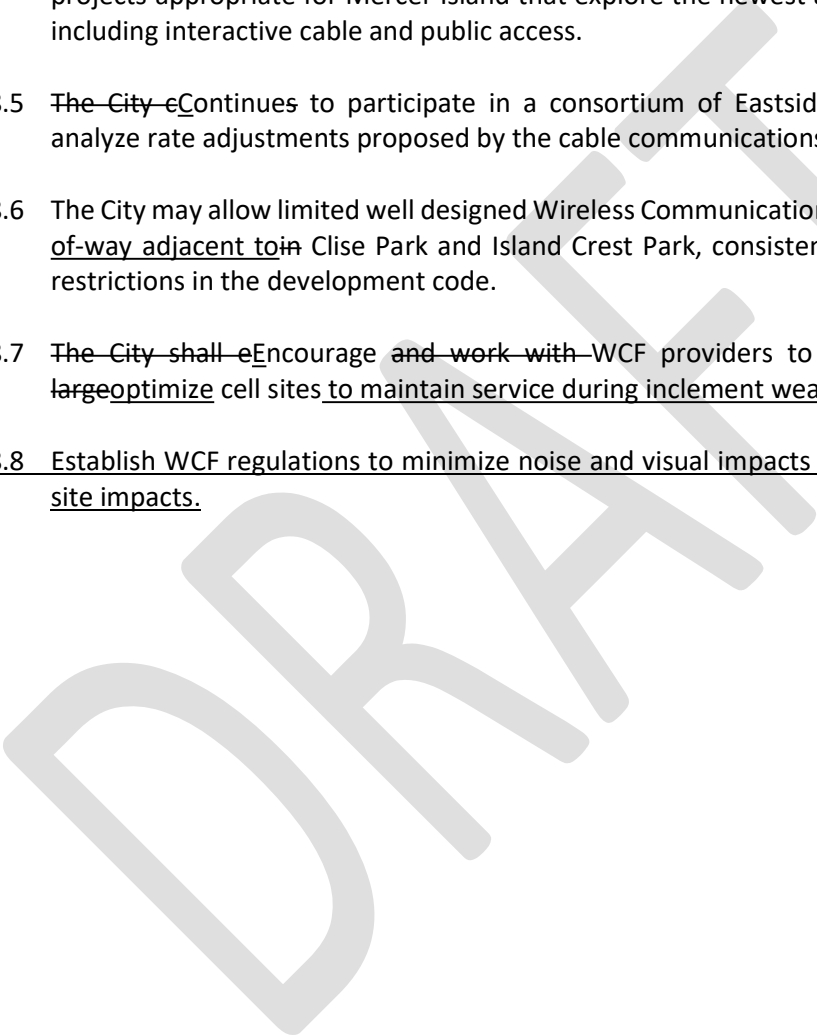 projects appropriate for Mercer Island that explore the newest
including interactive cable and public access.
.5 The City cContinues to participate in a consortium of Eastsid
analyze rate adjustments proposed by the cable communications
.6 The City may allow limited well designed Wireless Communication
of-way adjacent toin Clise Park and Island Crest Park, consisten
restrictions in the development code.
.7 The City shall eEncourage and work with WCF providers to
largeoptimize cell sites to maintain service during inclement wea
.8 Establish WCF regulations to minimize noise and visual impacts
site impacts.
DRAFT